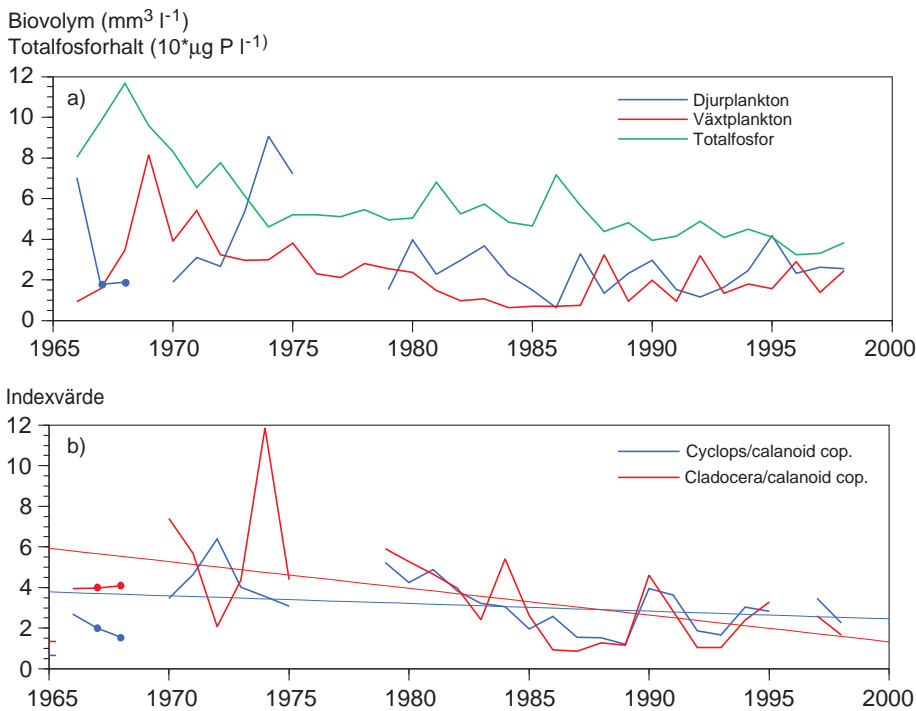 Biovolym (mm³ l⁻¹)
Totalfosforhalt (10*µg P l⁻¹)
12
10
8
6
4
2
0
a)
Djurplankton
Växtplankton
Totalfosfor
1965 1970 1975 1980 1985 1990 1995 2000
Indexvärde
12
10
8
6
4
2
0
b)
Cyclops/calanoid cop.
Cladocera/calanoid cop.
1965 1970 1975 1980 1985 1990 1995 2000